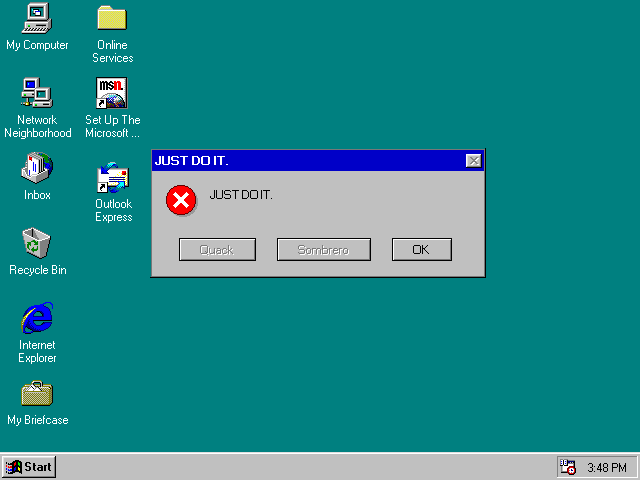 My Computer
Online
Services
Network
Neighborhood
msn.
Set Up The
Microsoft ...
Inbox
Outlook
Express
Recycle Bin
Internet
Explorer
My Briefcase
JUST DO IT.
JUST DO IT.
Quack
Sombrero
OK
Start
3:48 PM